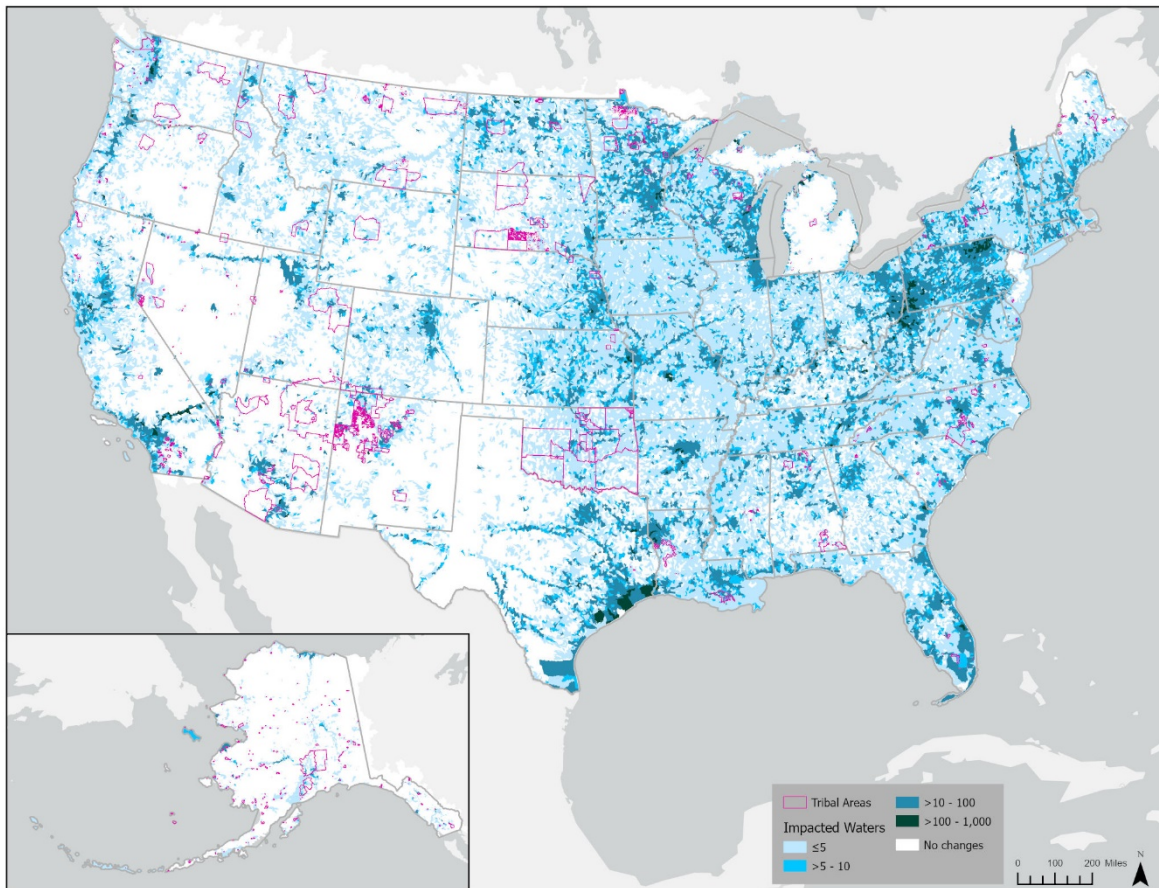 Tribal Areas
Impacted Waters
≤5
>5 - 10
>10 - 100
>100 - 1,000
No changes
0 100 200 Miles
N